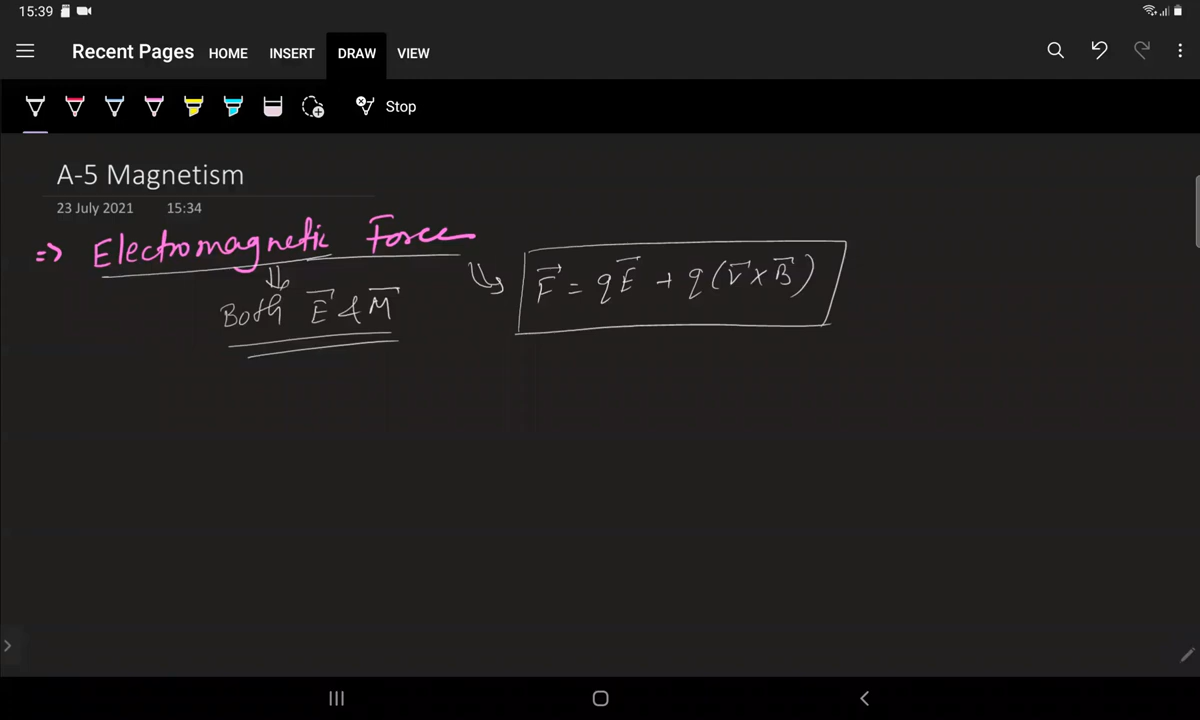 15:39
Recent Pages HOME INSERT DRAW VIEW
Stop
A-5 Magnetism
23 July 2021 15:34
=> Electromagnetic Force
F⃗ = qE⃗ + q(V⃗ × B⃗)
Both E⃗ & M⃗